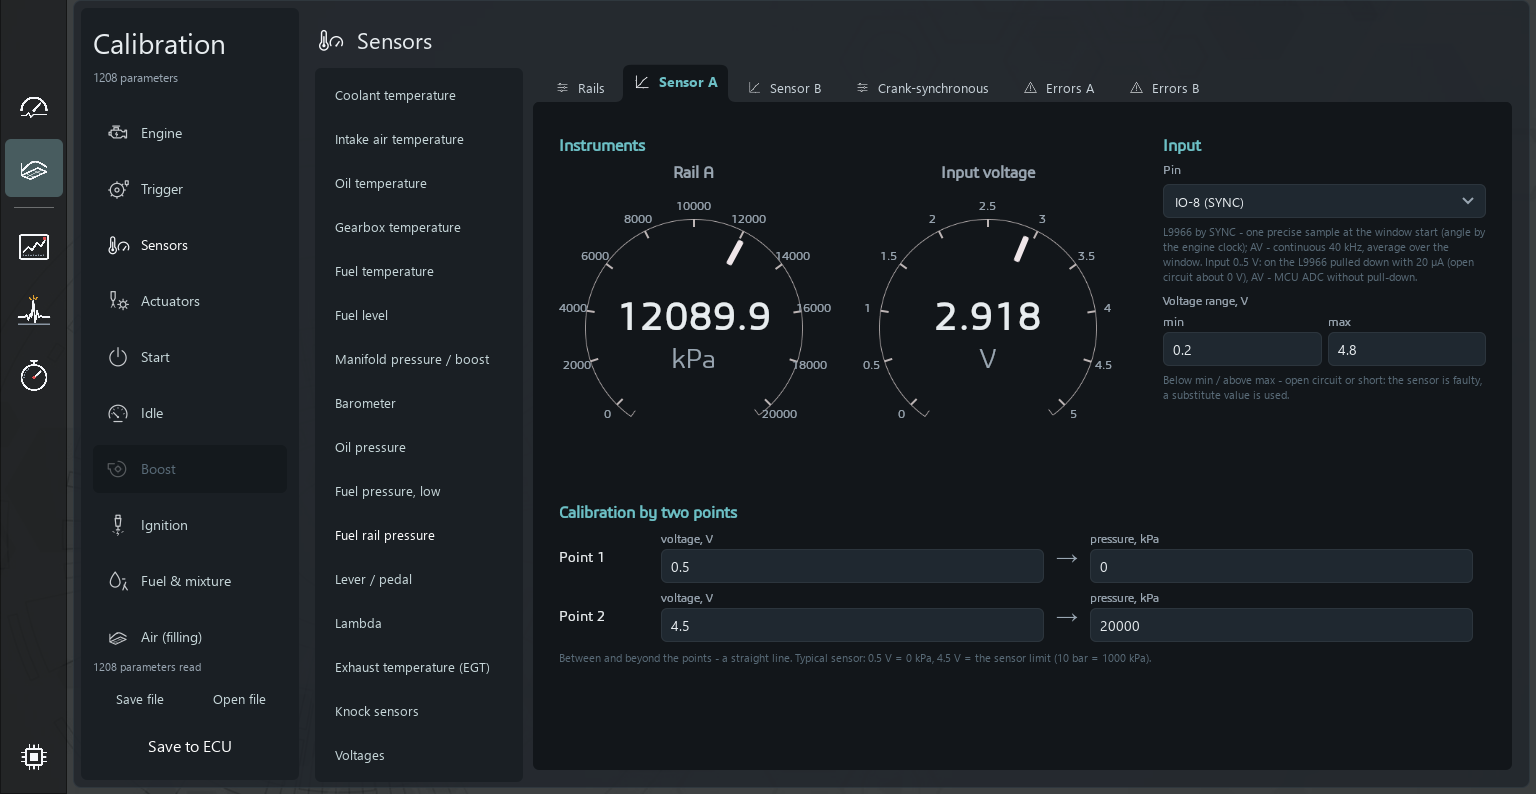 Calibration
1208 parameters
Engine
Trigger
Sensors
Actuators
Start
Idle
Boost
Ignition
Fuel & mixture
Air (filling)
1208 parameters read
Save file
Open file
Save to ECU
Sensors
Coolant temperature
Intake air temperature
Oil temperature
Gearbox temperature
Fuel temperature
Fuel level
Manifold pressure / boost
Barometer
Oil pressure
Fuel pressure, low
Fuel rail pressure
Lever / pedal
Lambda
Exhaust temperature (EGT)
Knock sensors
Voltages
Rails
Sensor A
Sensor B
Crank-synchronous
Errors A
Errors B
Instruments
Rail A
0
2000
4000
6000
8000
10000
12000
14000
16000
18000
20000
12089.9
kPa
Input voltage
0
0.5
1
1.5
2
2.5
3
3.5
4
4.5
5
2.918
V
Input
Pin
IO-8 (SYNC)
L9966 by SYNC - one precise sample at the window start (angle by
the engine clock); AV - continuous 40 kHz, average over the
window. Input 0..5 V: on the L9966 pulled down with 20 µA (open
circuit about 0 V), AV - MCU ADC without pull-down.
Voltage range, V
min
max
0.2
4.8
Below min / above max - open circuit or short: the sensor is faulty,
a substitute value is used.
Calibration by two points
voltage, V
pressure, kPa
Point 1
0.5
→
0
voltage, V
pressure, kPa
Point 2
4.5
→
20000
Between and beyond the points - a straight line. Typical sensor: 0.5 V = 0 kPa, 4.5 V = the sensor limit (10 bar = 1000 kPa).